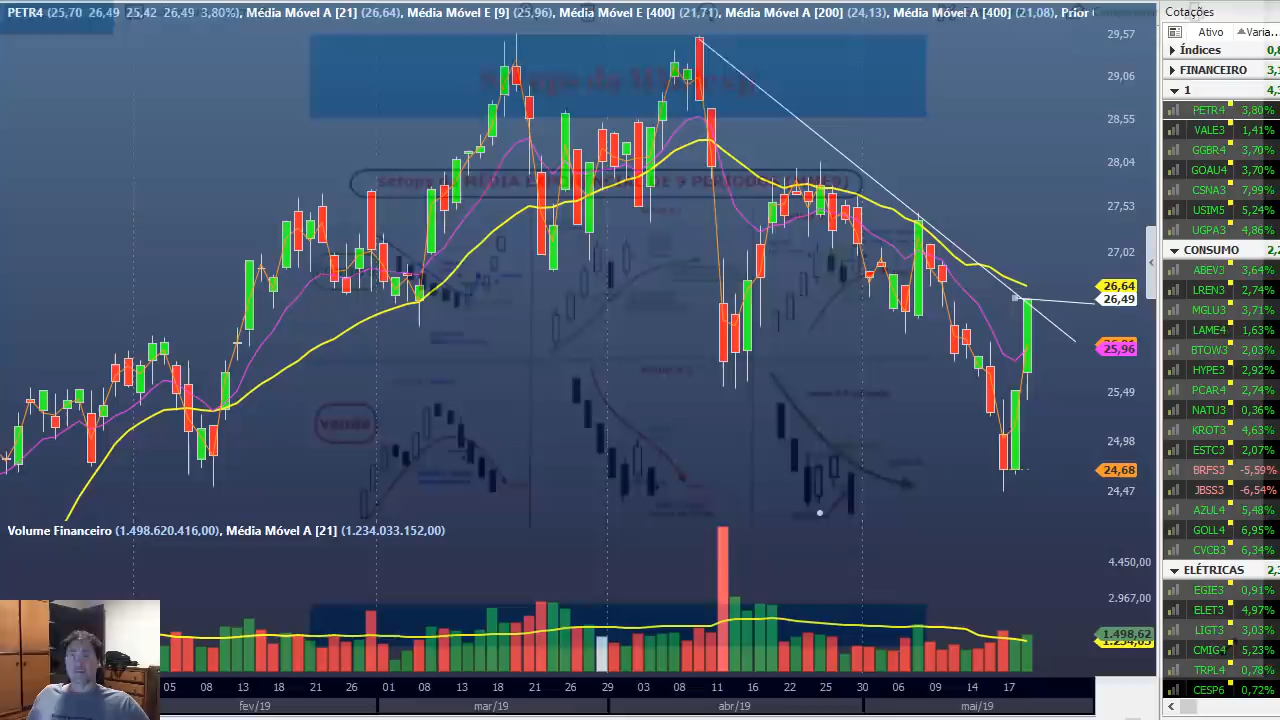 PETR4 (25,70 26,49 25,42 26,49 3,80%), Média Móvel A [21] (26,64), Média Móvel E [9] (25,96), Média Móvel E [400] (21,71), Média Móvel A [200] (24,13), Média Móvel A [400] (21,08), Prior
Cotações
Ativo Varia...
Índices
FINANCEIRO
1
PETR4 3,80%
VALE3 1,41%
GGBR4 3,70%
GOAU4 3,70%
CSNA3 7,99%
USIM5 5,24%
UGPA3 4,86%
CONSUMO
ABEV3 3,64%
LREN3 2,74%
MGLU3 3,71%
LAME4 1,63%
BTOW3 2,03%
HYPE3 2,92%
PCAR4 2,74%
NATU3 0,36%
KROT3 4,63%
ESTC3 2,07%
BRFS3 -5,59%
JBSS3 -6,54%
AZUL4 5,48%
GOLL4 6,95%
CVCB3 6,34%
ELÉTRICAS
EGIE3 0,91%
ELET3 4,97%
LIGT3 3,03%
CMIG4 5,23%
TRPL4 0,78%
CESP6 0,72%
29,57
29,06
28,55
28,04
27,53
27,02
26,64
26,49
25,96
25,49
24,98
24,68
24,47
Venda
Volume Financeiro (1.498.620.416,00), Média Móvel A [21] (1.234.033.152,00)
4.450,00
2.967,00
1.498,62
05 08 13 18 21 26 01 08 13 18 21 29 03 08 11 17 22 25 30 06 09 14 17
fev/19 mar/19 abr/19 mai/19